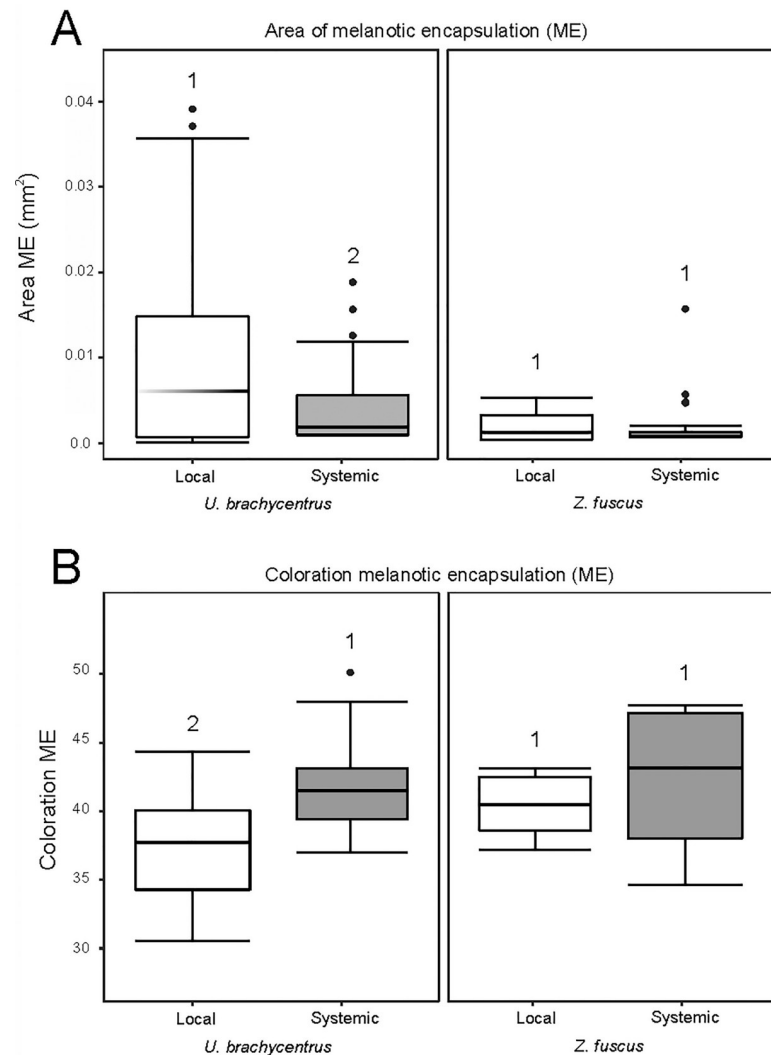 A
Area of melanotic encapsulation (ME)
Area ME (mm²)
0.04
0.03
0.02
0.01
0.0
1
2
1
1
Local
Systemic
Local
Systemic
U. brachycentrus
Z. fuscus
B
Coloration melanotic encapsulation (ME)
Coloration ME
50
45
40
35
30
2
1
1
1
Local
Systemic
Local
Systemic
U. brachycentrus
Z. fuscus